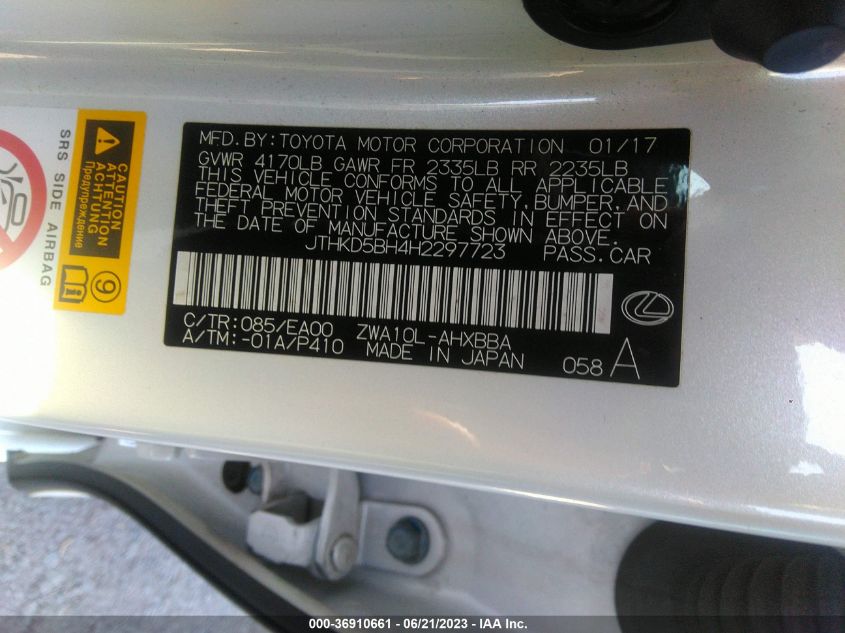 MFD.BY:TOYOTA MOTOR CORPORATION 01/17
GVWR 4170LB GAWR FR 2335LB RR 2235LB
THIS VEHICLE CONFORMS TO ALL APPLICABLE
FEDERAL MOTOR VEHICLE SAFETY, BUMPER, AND
THEFT PREVENTION STANDARDS IN EFFECT ON
THE DATE OF MANUFACTURE SHOWN ABOVE.
JTHKD5BH4H2297723 PASS.CAR
C/TR:085/EA00 ZWA10L-AHXBBA
A/TM:-01A/P410 MADE IN JAPAN
058 A
SRS SIDE AIRBAG
CAUTION
ATTENTION
ACHTUNG
Предупреждение
9
000-36910661 - 06/21/2023 - IAA Inc.